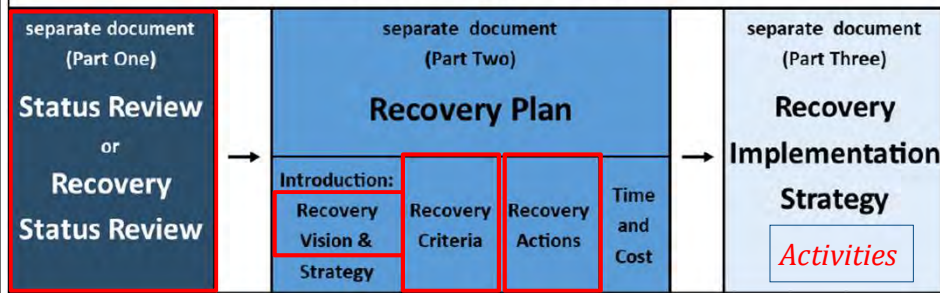 separate document
(Part One)
Status Review
or
Recovery
Status Review
separate document
(Part Two)
Recovery Plan
Introduction:
Recovery
Vision &
Strategy
Recovery
Criteria
Recovery
Actions
Time
and
Cost
separate document
(Part Three)
Recovery
Implementation
Strategy
Activities